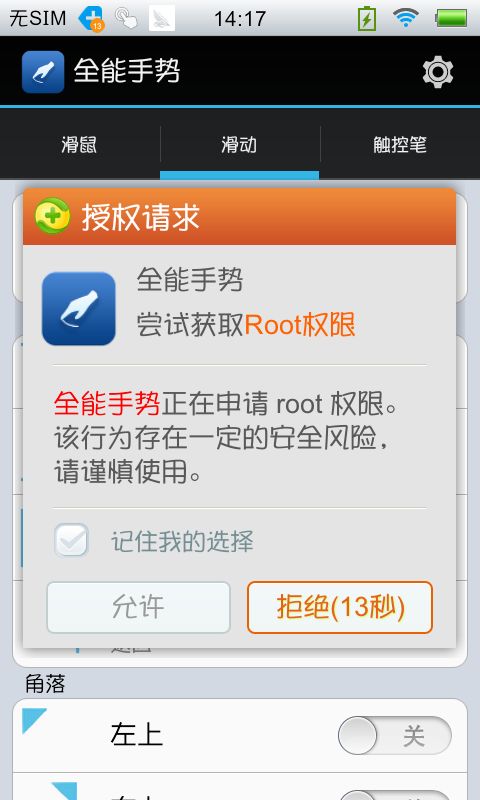 无SIM
13
14:17
全能手势
滑鼠
滑动
触控笔
授权请求
全能手势
尝试获取Root权限
全能手势正在申请 root 权限。
该行为存在一定的安全风险，
请谨慎使用。
记住我的选择
允许
拒绝(13秒)
角落
左上
关